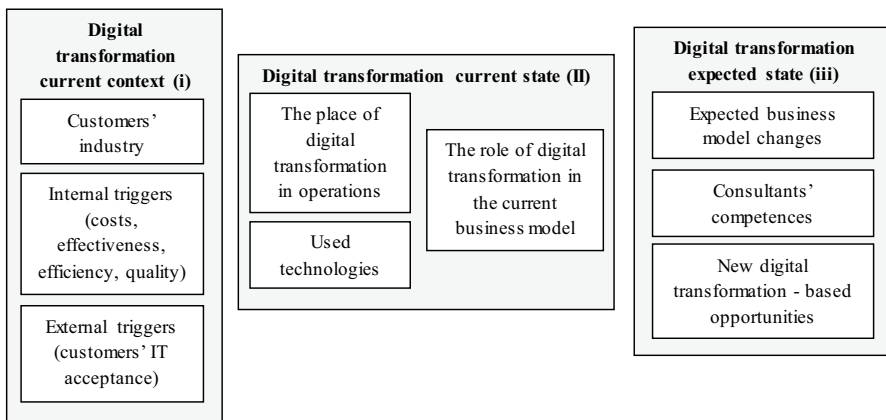 Digital
transformation
current context (i)
Customers’
industry
Internal triggers
(costs,
effectiveness,
efficiency, quality)
External triggers
(customers’ IT
acceptance)
Digital transformation current state (II)
The place of
digital
transformation
in operations
Used
technologies
The role of digital
transformation in
the current
business model
Digital transformation
expected state (iii)
Expected business
model changes
Consultants’
competences
New digital
transformation - based
opportunities